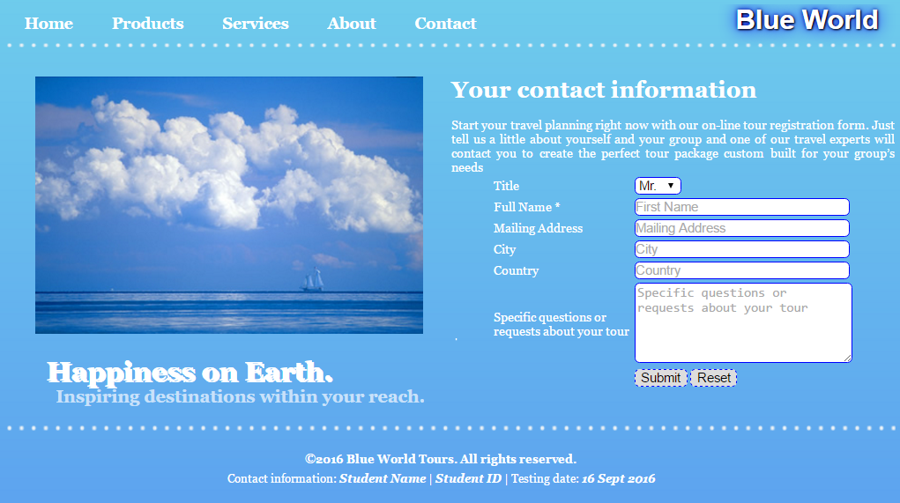 Home Products Services About Contact
Blue World
Your contact information
Start your travel planning right now with our on-line tour registration form. Just
tell us a little about yourself and your group and one of our travel experts will
contact you to create the perfect tour package custom built for your group's
needs
Title Mr.
Full Name * First Name
Mailing Address Mailing Address
City City
Country Country
Specific questions or
requests about your tour
Specific questions or
requests about your tour
.
Submit Reset
Happiness on Earth.
Inspiring destinations within your reach.
©2016 Blue World Tours. All rights reserved.
Contact information: Student Name | Student ID | Testing date: 16 Sept 2016